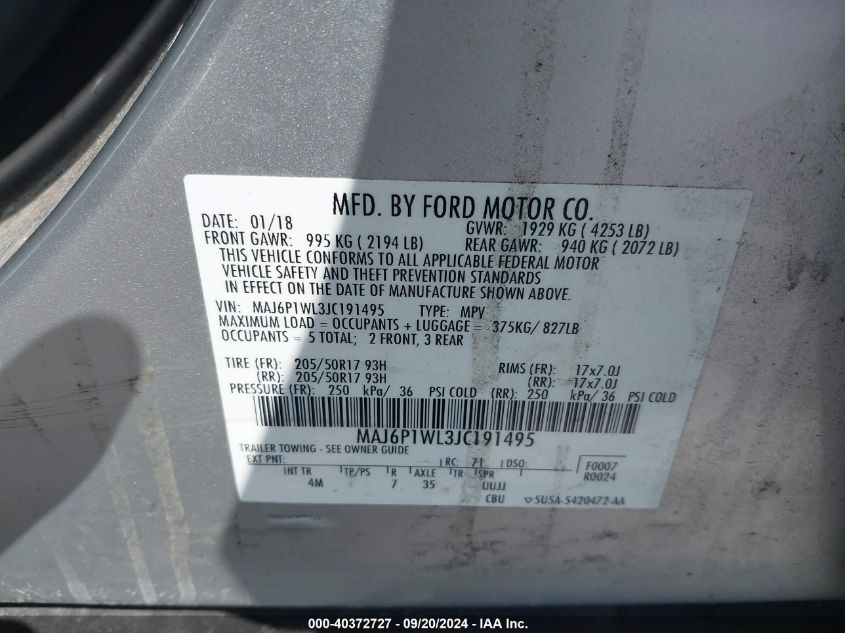 MFD. BY FORD MOTOR CO.
DATE: 01/18 GVWR: 1929 KG ( 4253 LB)
FRONT GAWR: 995 KG ( 2194 LB) REAR GAWR: 940 KG ( 2072 LB)
THIS VEHICLE CONFORMS TO ALL APPLICABLE FEDERAL MOTOR
VEHICLE SAFETY AND THEFT PREVENTION STANDARDS
IN EFFECT ON THE DATE OF MANUFACTURE SHOWN ABOVE.
VIN: MAJ6P1WL3JC191495 TYPE: MPV
MAXIMUM LOAD = OCCUPANTS + LUGGAGE = 375KG/ 827LB
OCCUPANTS = 5 TOTAL; 2 FRONT, 3 REAR
TIRE (FR): 205/50R17 93H RIMS (FR): 17x7.0J
(RR): 205/50R17 93H (RR): 17x7.0J
PRESSURE (FR): 250 kPa/ 36 PSI COLD (RR): 250 kPa/ 36 PSI COLD
MAJ6P1WL3JC191495
TRAILER TOWING - SEE OWNER GUIDE
EXT PNT: RC: 71 DSO: F0007
INT TR TP/PS R AXLE TR SPR R0024
4M 7 35 UUJJ
CBU 5U5A-5420472-AA
000-40372727 - 09/20/2024 - IAA Inc.